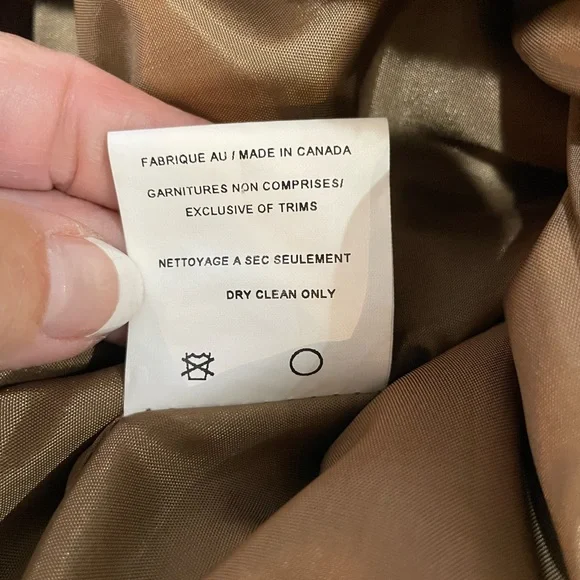 FABRIQUE AU / MADE IN CANADA
GARNITURES NON COMPRISES/
EXCLUSIVE OF TRIMS
NETTOYAGE A SEC SEULEMENT
DRY CLEAN ONLY